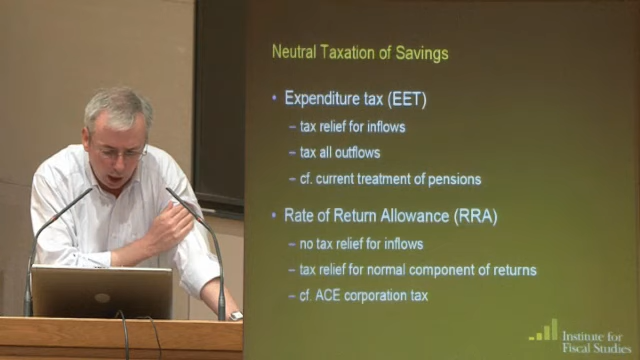 Neutral Taxation of Savings
• Expenditure tax (EET)
– tax relief for inflows
– tax all outflows
– cf. current treatment of pensions
• Rate of Return Allowance (RRA)
– no tax relief for inflows
– tax relief for normal component of returns
– cf. ACE corporation tax
Institute for
Fiscal Studies